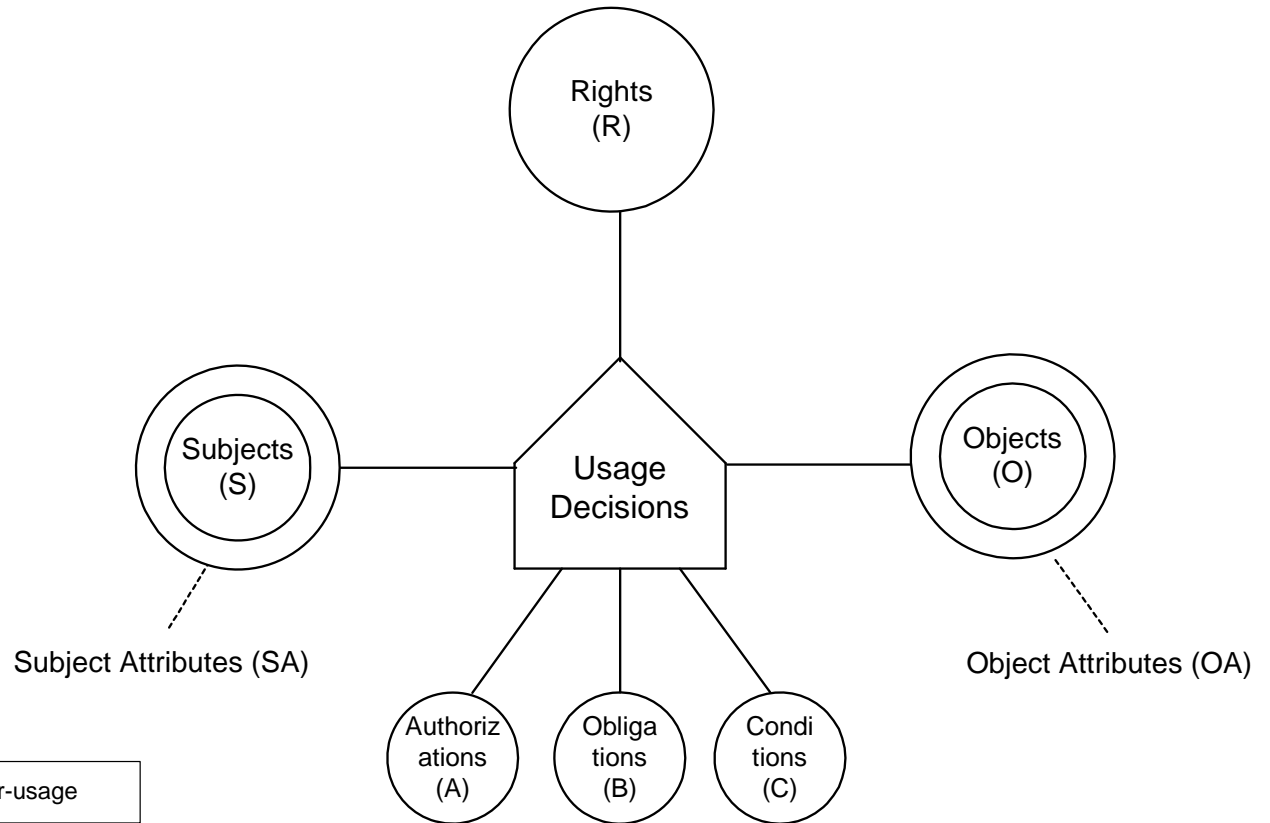 Rights
(R)
Subjects
(S)
Usage
Decisions
Objects
(O)
Subject Attributes (SA)
Object Attributes (OA)
Authoriz
ations
(A)
Obliga
tions
(B)
Condi
tions
(C)
r-usage